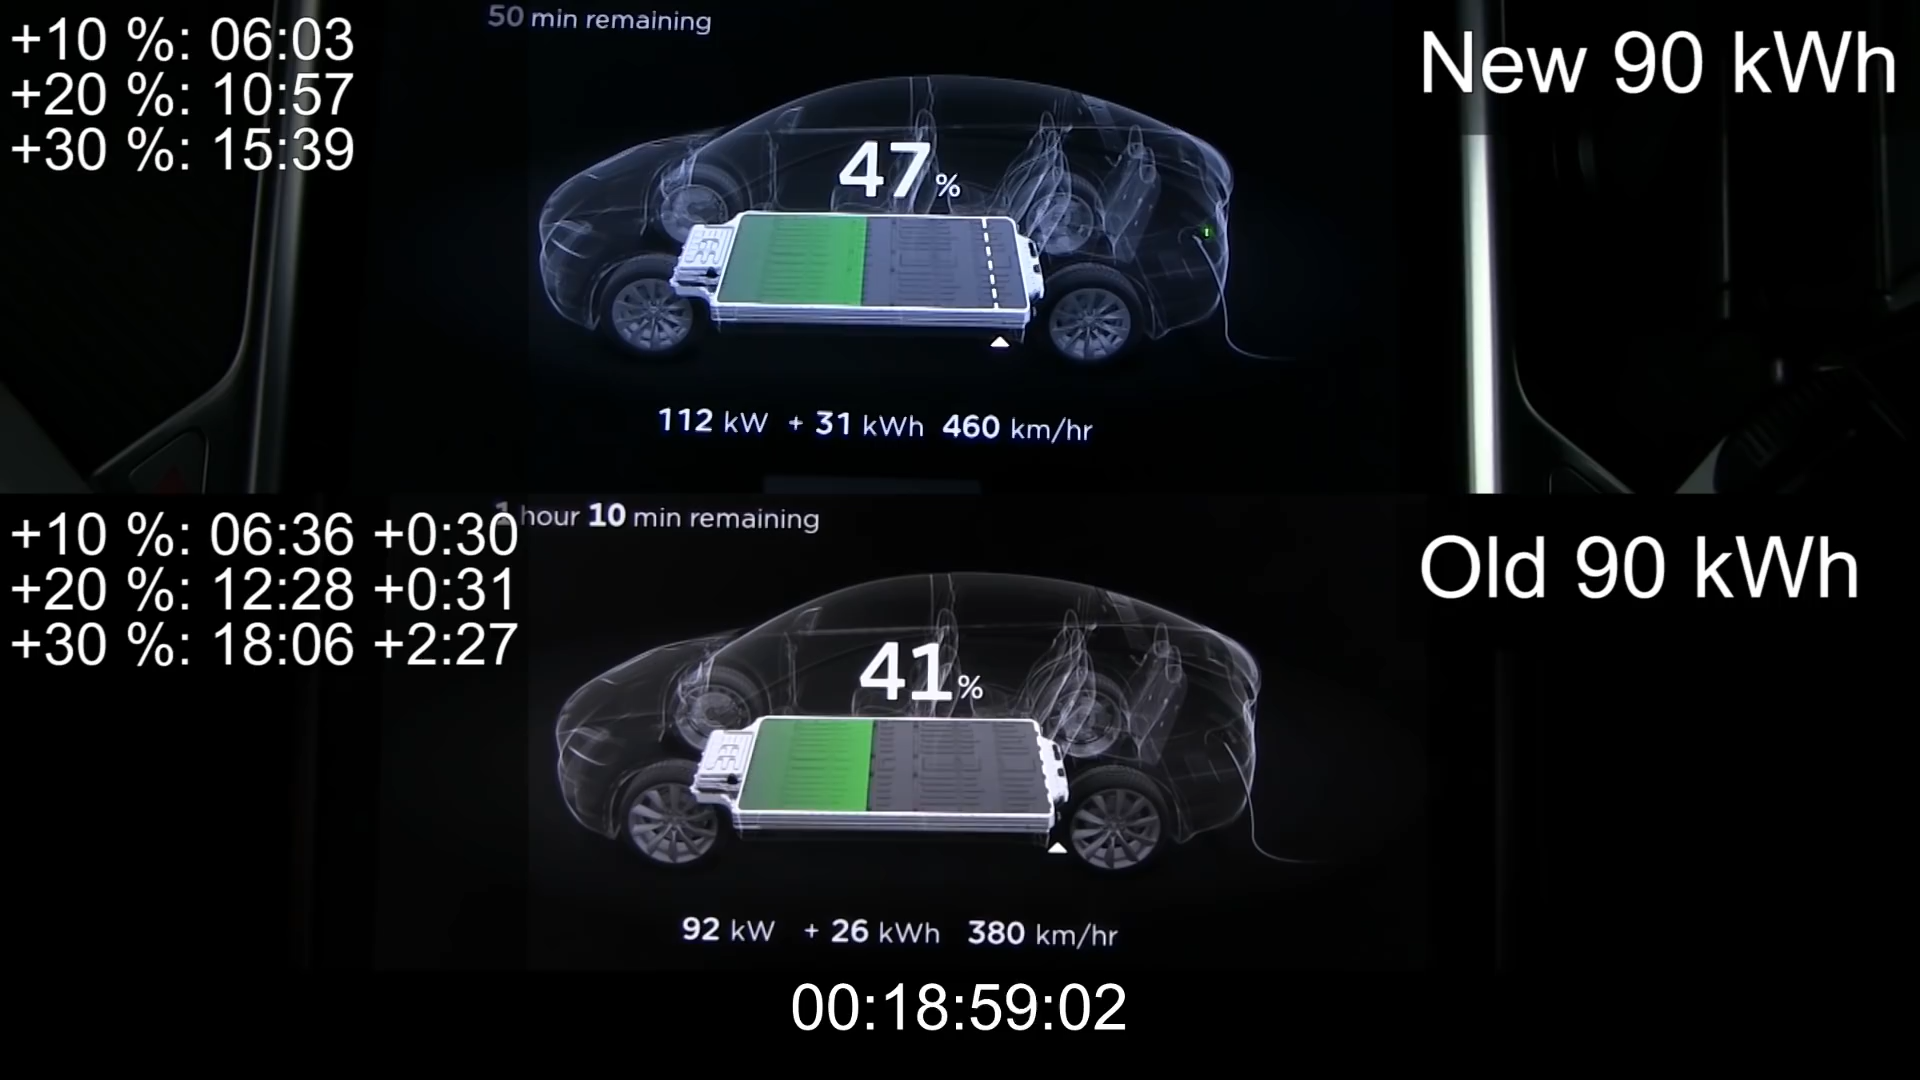 50 min remaining
+10 %: 06:03
+20 %: 10:57
+30 %: 15:39
New 90 kWh
47 %
112 kW + 31 kWh 460 km/hr
1 hour 10 min remaining
+10 %: 06:36 +0:30
+20 %: 12:28 +0:31
+30 %: 18:06 +2:27
Old 90 kWh
41 %
92 kW + 26 kWh 380 km/hr
00:18:59:02